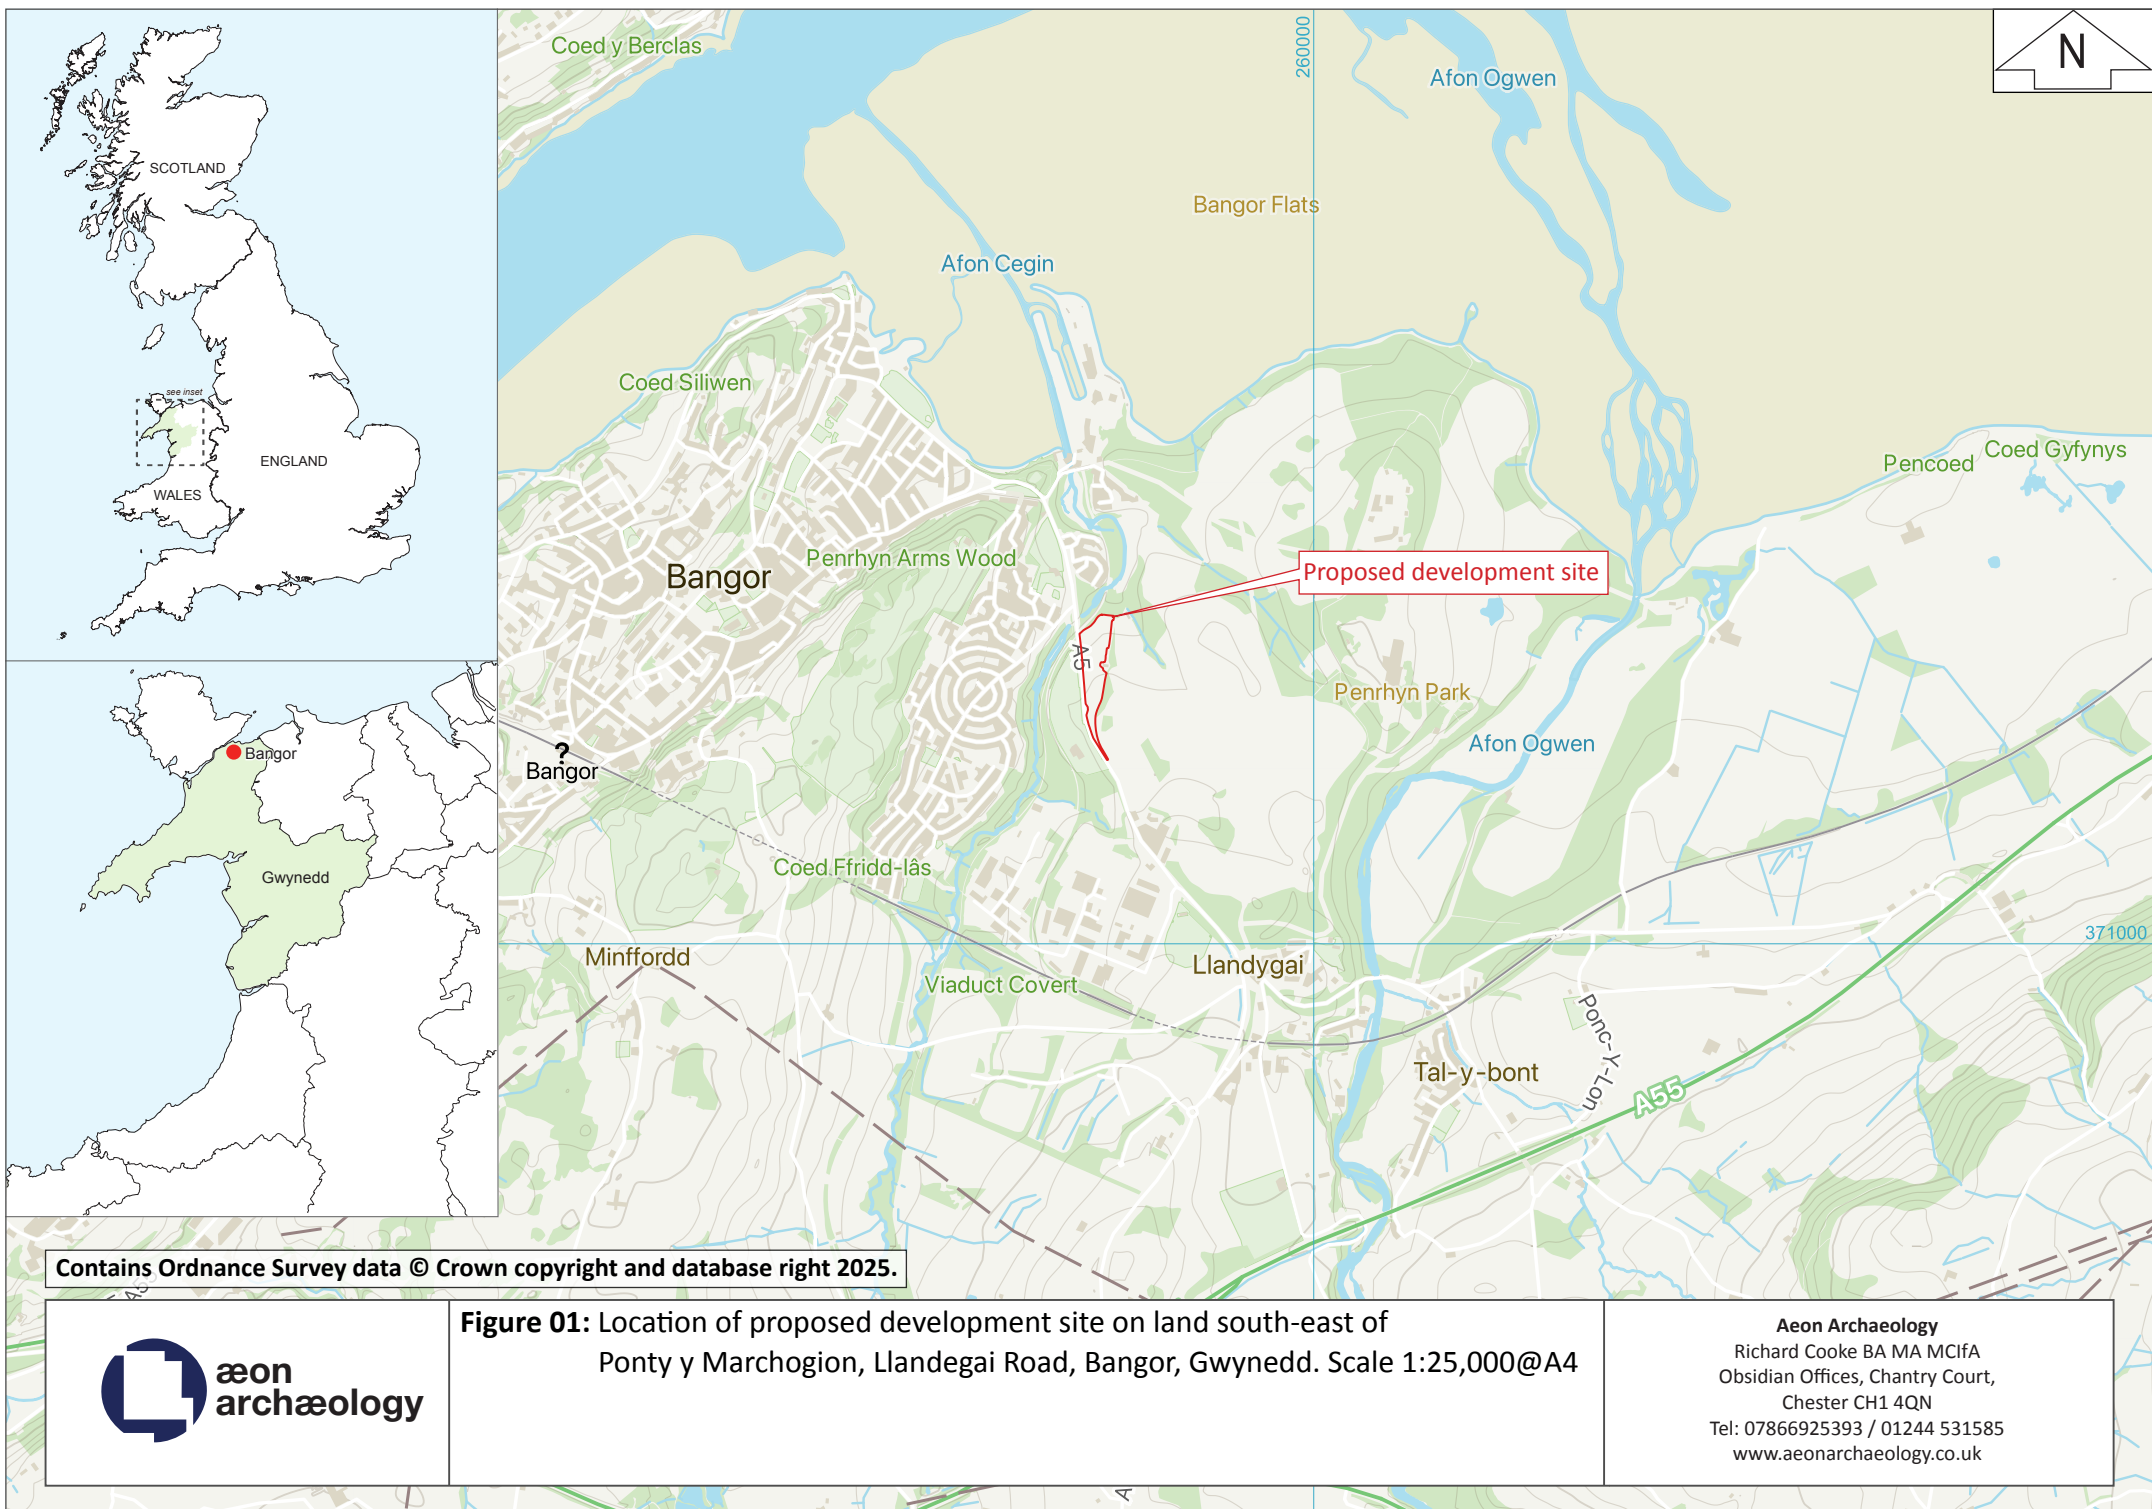 SCOTLAND
see inset
ENGLAND
WALES
Bangor
Gwynedd
Coed y Berclas
260000
Afon Ogwen
N
Bangor Flats
Afon Cegin
Coed Siliwen
Pencoed
Coed Gyfynys
Penrhyn Arms Wood
Bangor
Proposed development site
A5
Penrhyn Park
Afon Ogwen
?
Bangor
Coed Ffridd-lâs
371000
Minffordd
Llandygai
Viaduct Covert
Ponc-Y-Lon
Tal-y-bont
A55
Contains Ordnance Survey data © Crown copyright and database right 2025.
A55
A
æon
archæology
Figure 01: Location of proposed development site on land south-east of
Ponty y Marchogion, Llandegai Road, Bangor, Gwynedd. Scale 1:25,000@A4
Aeon Archaeology
Richard Cooke BA MA MCIfA
Obsidian Offices, Chantry Court,
Chester CH1 4QN
Tel: 07866925393 / 01244 531585
www.aeonarchaeology.co.uk